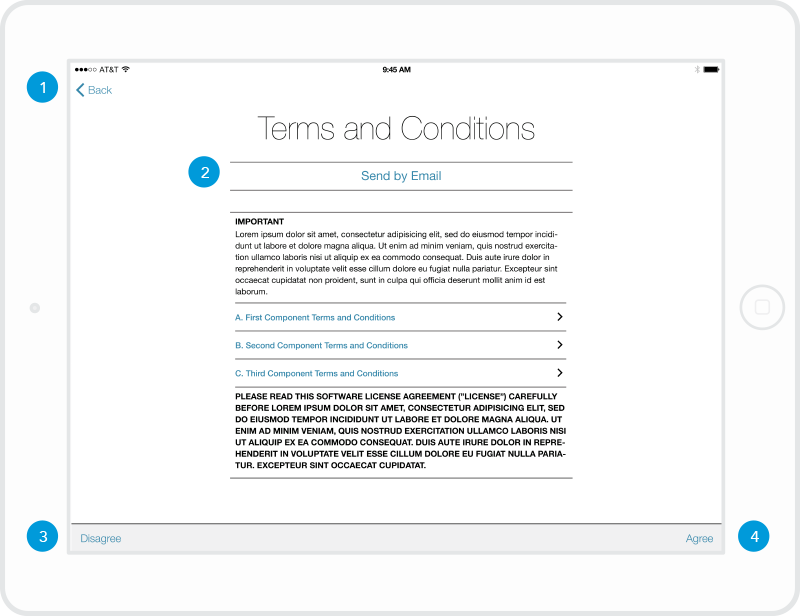 AT&T
9:45 AM
1
Back
Terms and Conditions
2
Send by Email
IMPORTANT
Lorem ipsum dolor sit amet, consectetur adipisicing elit, sed do eiusmod tempor incidi-
dunt ut labore et dolore magna aliqua. Ut enim ad minim veniam, quis nostrud exercita-
tion ullamco laboris nisi ut aliquip ex ea commodo consequat. Duis aute irure dolor in
reprehenderit in voluptate velit esse cillum dolore eu fugiat nulla pariatur. Excepteur sint
occaecat cupidatat non proident, sunt in culpa qui officia deserunt mollit anim id est
laborum.
A. First Component Terms and Conditions
B. Second Component Terms and Conditions
C. Third Component Terms and Conditions
PLEASE READ THIS SOFTWARE LICENSE AGREEMENT ("LICENSE") CAREFULLY
BEFORE LOREM IPSUM DOLOR SIT AMET, CONSECTETUR ADIPISICING ELIT, SED
DO EIUSMOD TEMPOR INCIDIDUNT UT LABORE ET DOLORE MAGNA ALIQUA. UT
ENIM AD MINIM VENIAM, QUIS NOSTRUD EXERCITATION ULLAMCO LABORIS NISI
UT ALIQUIP EX EA COMMODO CONSEQUAT. DUIS AUTE IRURE DOLOR IN REPRE-
HENDERIT IN VOLUPTATE VELIT ESSE CILLUM DOLORE EU FUGIAT NULLA PARIA-
TUR. EXCEPTEUR SINT OCCAECAT CUPIDATAT.
3
Disagree
Agree
4